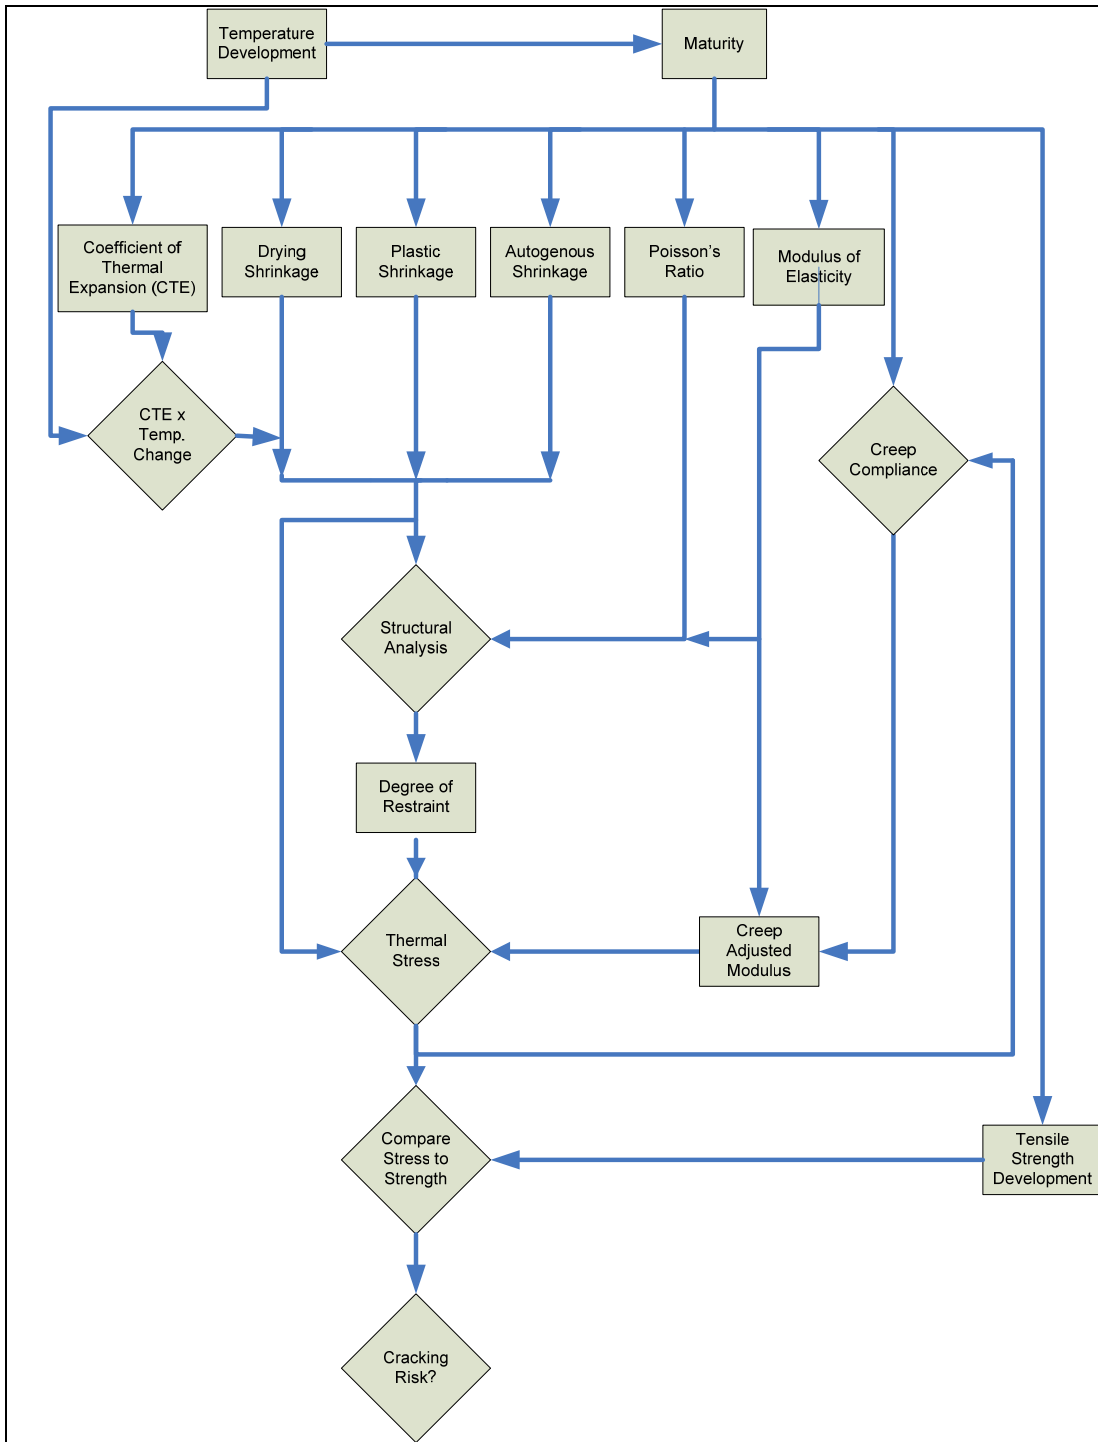 Temperature
Development
Maturity
Coefficient of
Thermal
Expansion (CTE)
Drying
Shrinkage
Plastic
Shrinkage
Autogenous
Shrinkage
Poisson's
Ratio
Modulus of
Elasticity
CTE x
Temp.
Change
Creep
Compliance
Structural
Analysis
Degree of
Restraint
Thermal
Stress
Creep
Adjusted
Modulus
Compare
Stress to
Strength
Tensile
Strength
Development
Cracking
Risk?